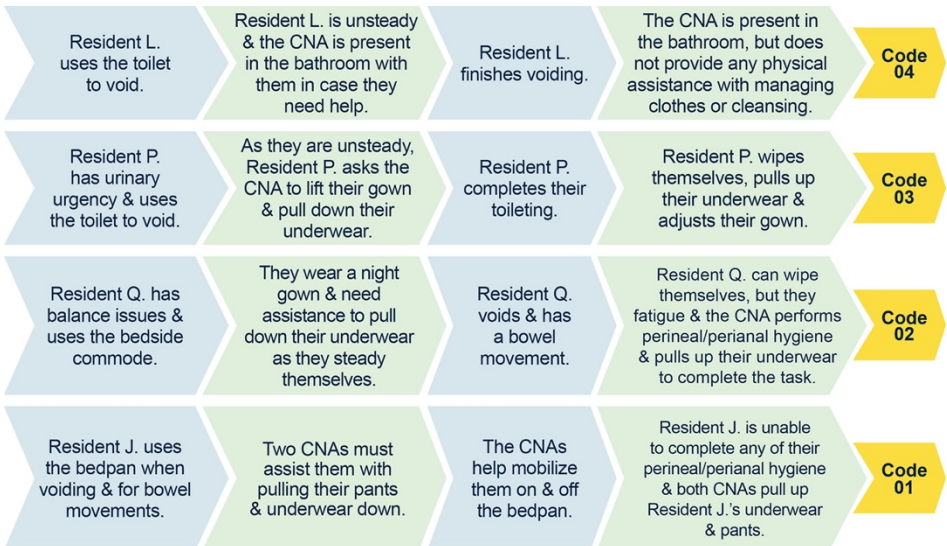 Resident L.
uses the toilet
to void.
Resident L. is unsteady
& the CNA is present
in the bathroom with
them in case they
need help.
Resident L.
finishes voiding.
The CNA is present in
the bathroom, but does
not provide any physical
assistance with managing
clothes or cleansing.
Code
04
Resident P.
has urinary
urgency & uses
the toilet to void.
As they are unsteady,
Resident P. asks the
CNA to lift their gown
& pull down their
underwear.
Resident P.
completes their
toileting.
Resident P. wipes
themselves, pulls up
their underwear &
adjusts their gown.
Code
03
Resident Q. has
balance issues &
uses the bedside
commode.
They wear a night
gown & need
assistance to pull
down their underwear
as they steady
themselves.
Resident Q.
voids & has
a bowel
movement.
Resident Q. can wipe
themselves, but they
fatigue & the CNA performs
perineal/perianal hygiene
& pulls up their underwear
to complete the task.
Code
02
Resident J. uses
the bedpan when
voiding & for bowel
movements.
Two CNAs must
assist them with
pulling their pants
& underwear down.
The CNAs
help mobilize
them on & off
the bedpan.
Resident J. is unable
to complete any of their
perineal/perianal hygiene
& both CNAs pull up
Resident J.'s underwear
& pants.
Code
01